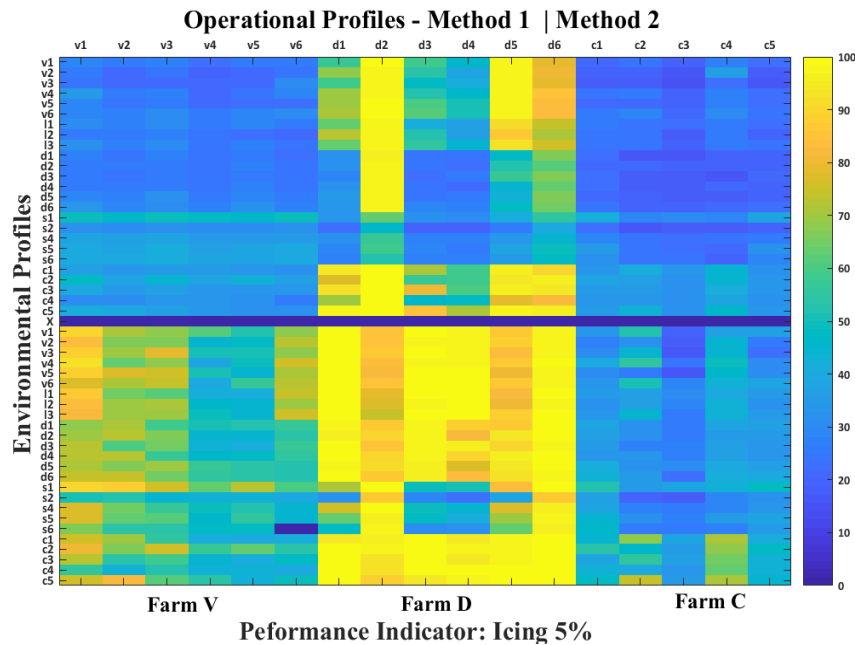 Operational Profiles - Method 1 | Method 2
v1 v2 v3 v4 v5 v6 d1 d2 d3 d4 d5 d6 c1 c2 c3 c4 c5
Environmental Profiles
v1
v2
v3
v4
v5
v6
l1
l2
l3
d1
d2
d3
d4
d5
d6
s1
s2
s4
s5
s6
c1
c2
c3
c4
c5
X
v1
v2
v3
v4
v5
v6
l1
l2
l3
d1
d2
d3
d4
d5
d6
s1
s2
s4
s5
s6
c1
c2
c3
c4
c5
100
90
80
70
60
50
40
30
20
10
0
Farm V Farm D Farm C
Peformance Indicator: Icing 5%